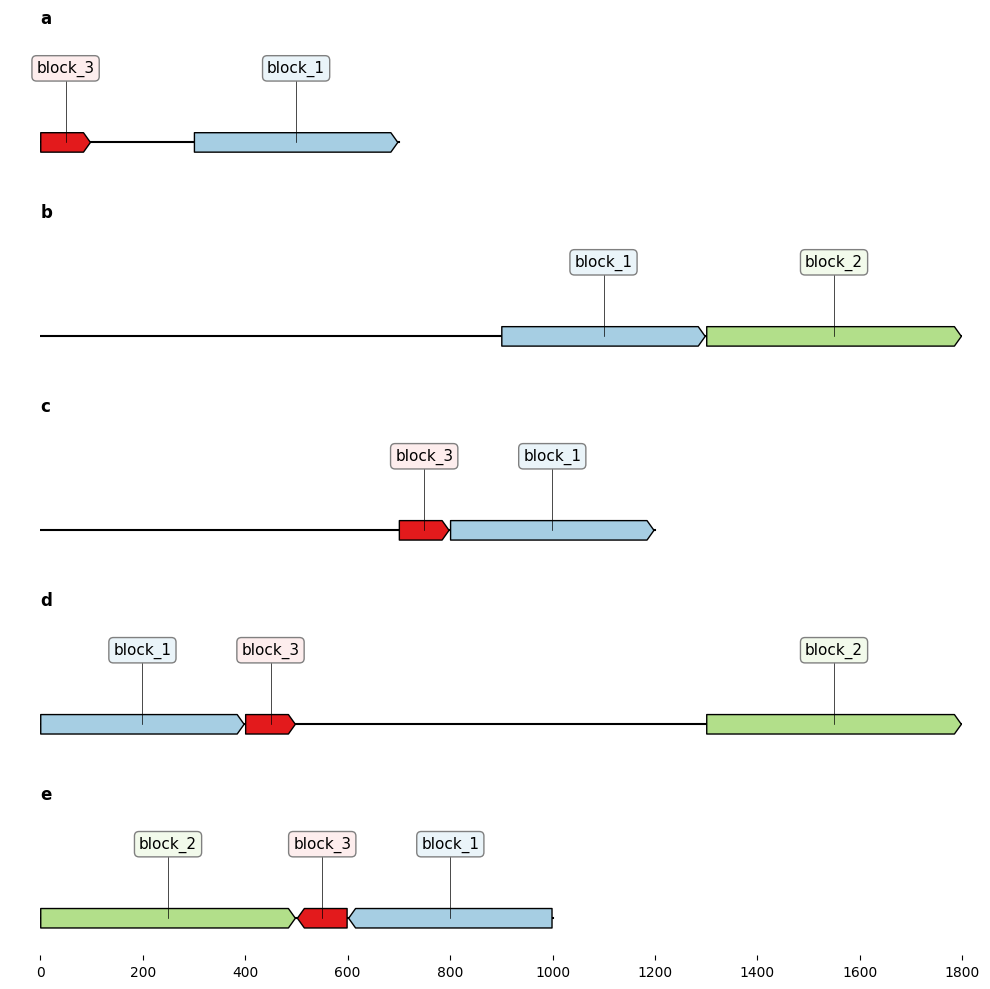 a
block_3 block_1
b
block_1 block_2
c
block_3 block_1
d
block_1 block_3 block_2
e
block_2 block_3 block_1
0 200 400 600 800 1000 1200 1400 1600 1800